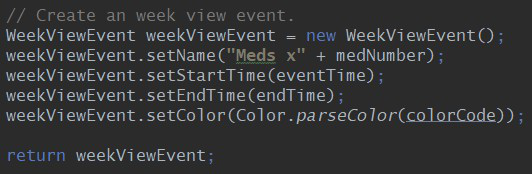 // Create an week view event.
WeekViewEvent weekViewEvent = new WeekViewEvent();
weekViewEvent.setName("Meds x" + medNumber);
weekViewEvent.setStartTime(eventTime);
weekViewEvent.setEndTime(endTime);
weekViewEvent.setColor(Color.parseColor(colorCode));
return weekViewEvent;